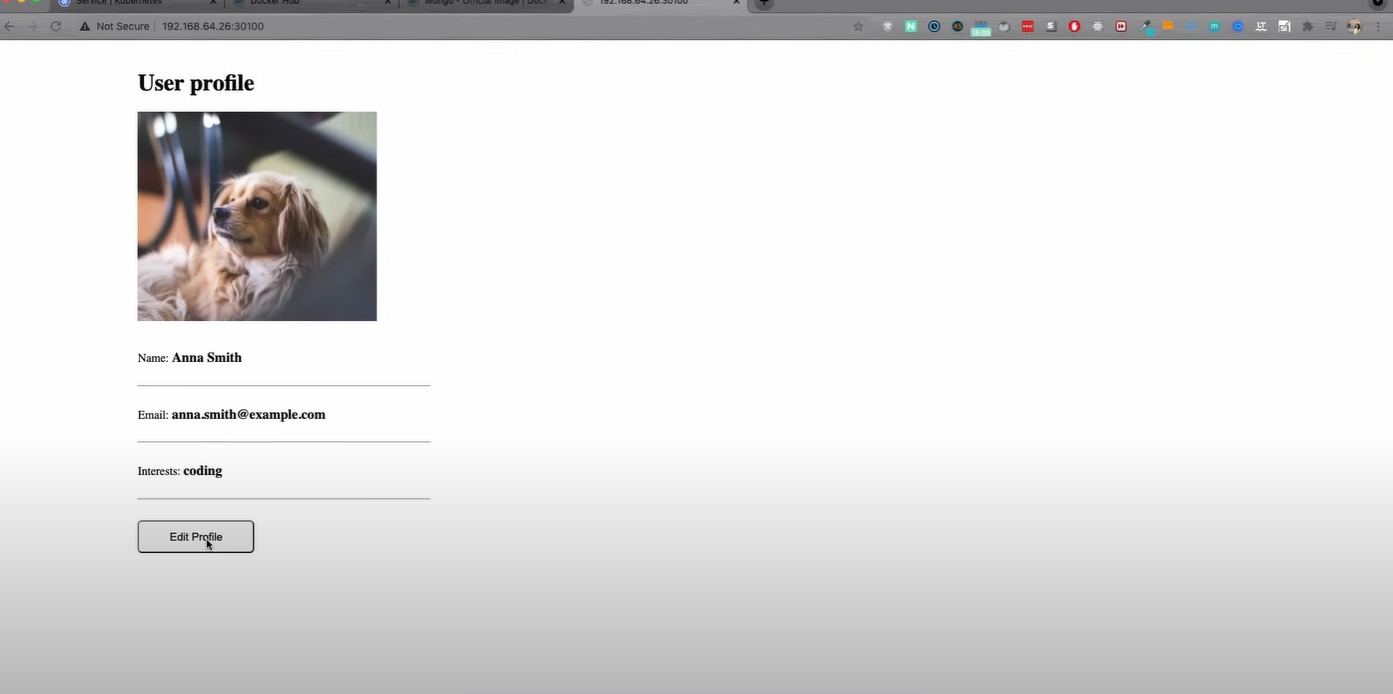 Service | Kubernetes
Docker Hub
Mongo - Official Image | Doc
192.168.64.26:30100
Not Secure
192.168.64.26:30100
User profile
Name: Anna Smith
Email: anna.smith@example.com
Interests: coding
Edit Profile